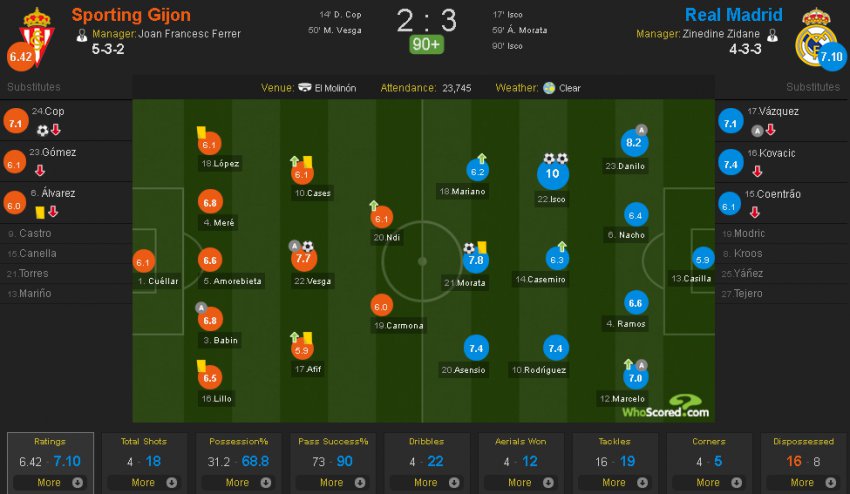 Sporting Gijon
Manager: Joan Francesc Ferrer
5-3-2
6.42
14' D. Cop
50' M. Vesga
2 : 3
90+
17' Isco
59' Á. Morata
90' Isco
Real Madrid
Manager: Zinedine Zidane
4-3-3
7.10
Substitutes
Venue: El Molinón Attendance: 23,745 Weather: Clear
Substitutes
7.1 24.Cop
6.1 23.Gómez
6.0 6. Álvarez
9. Castro
15.Canella
21.Torres
13.Mariño
6.1
1. Cuéllar
6.1
18.López
6.8
4. Meré
6.6
5. Amorebieta
A
6.8
3. Babin
6.5
16.Lillo
6.1
10.Cases
A
7.7
22.Vesga
5.9
17.Afif
6.1
20.Ndi
6.0
19.Carmona
6.2
18.Mariano
7.8
21.Morata
7.4
20.Asensio
10
22.Isco
6.3
14.Casemiro
7.4
10.Rodríguez
A
8.2
23.Danilo
6.4
6. Nacho
6.6
4. Ramos
A
7.0
12.Marcelo
5.9
13.Casilla
WhoScored.com
7.1 17.Vázquez
A
7.4 16.Kovacic
6.1 15.Coentrão
19.Modric
8. Kroos
25.Yáñez
27.Tejero
Ratings
6.42 - 7.10
More
Total Shots
4 - 18
More
Possession%
31.2 - 68.8
More
Pass Success%
73 - 90
More
Dribbles
4 - 22
More
Aerials Won
4 - 12
More
Tackles
16 - 19
More
Corners
4 - 5
More
Dispossessed
16 - 8
More